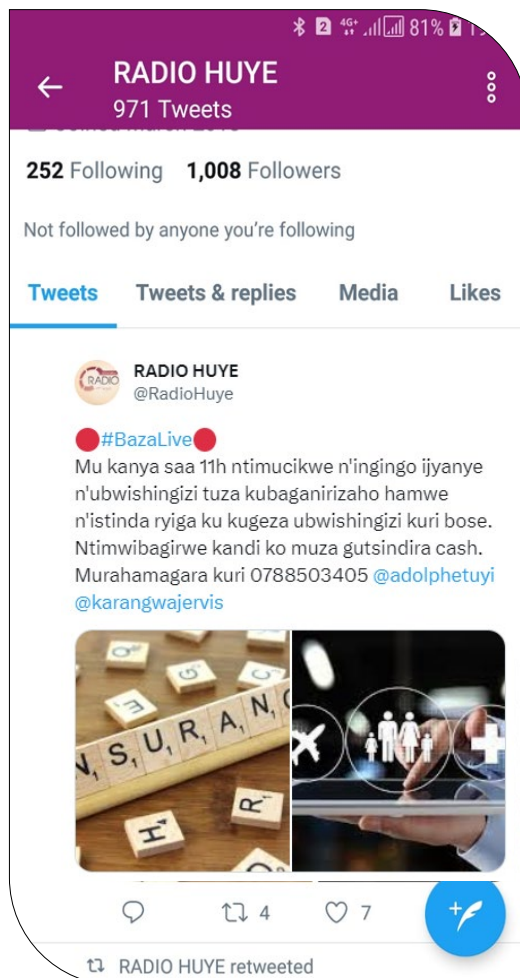 2 4G+ 81%
RADIO HUYE
971 Tweets
252 Following 1,008 Followers
Not followed by anyone you're following
Tweets Tweets & replies Media Likes
RADIO
RADIO HUYE
@RadioHuye
🔴#BazaLive🔴
Mu kanya saa 11h ntimucikwe n'ingingo ijyanye
n'ubwishingizi tuza kubaganirizaho hamwe
n'istinda ryiga ku kugeza ubwishingizi kuri bose.
Ntimwibagirwe kandi ko muza gutsindira cash.
Murahamagara kuri 0788503405 @adolphetuyi
@karangwajervis
NSURANC
H R
4 7
RADIO HUYE retweeted